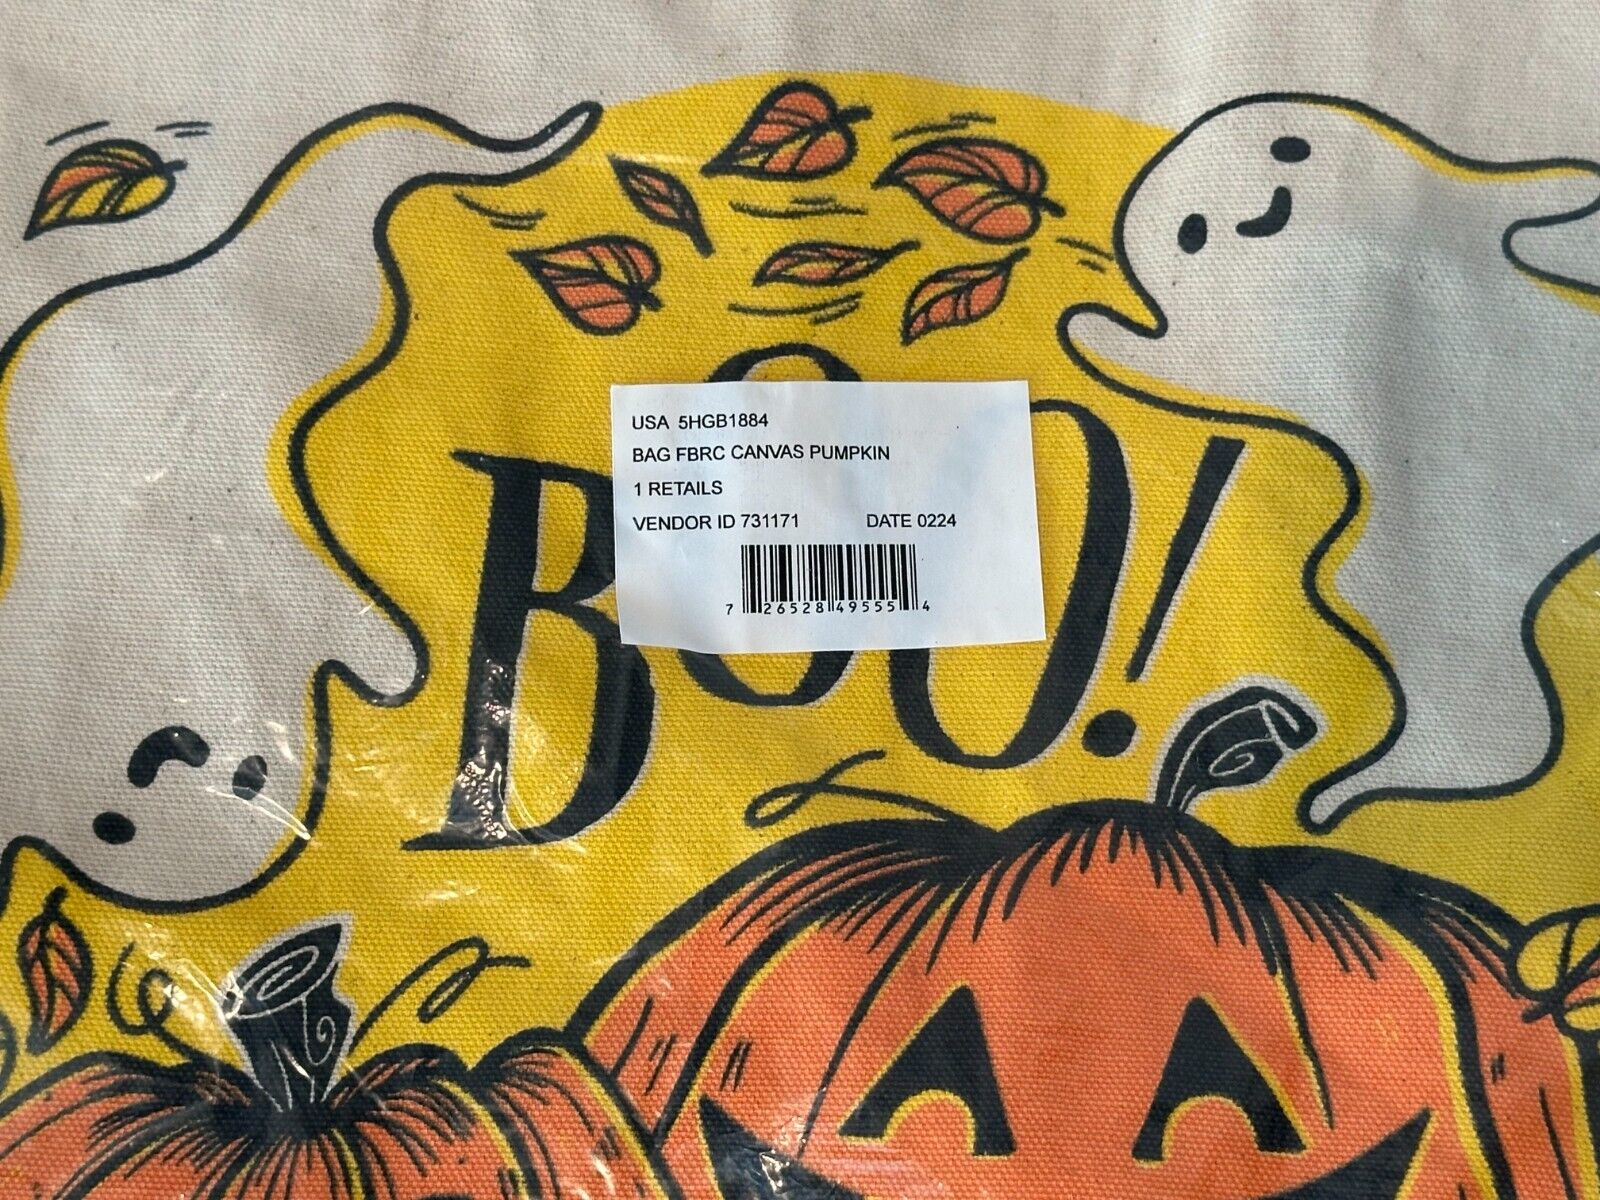 BOO!
USA 5HGB1884
BAG FBRC CANVAS PUMPKIN
1 RETAILS
VENDOR ID 731171 DATE 0224
7 26528 49555 4